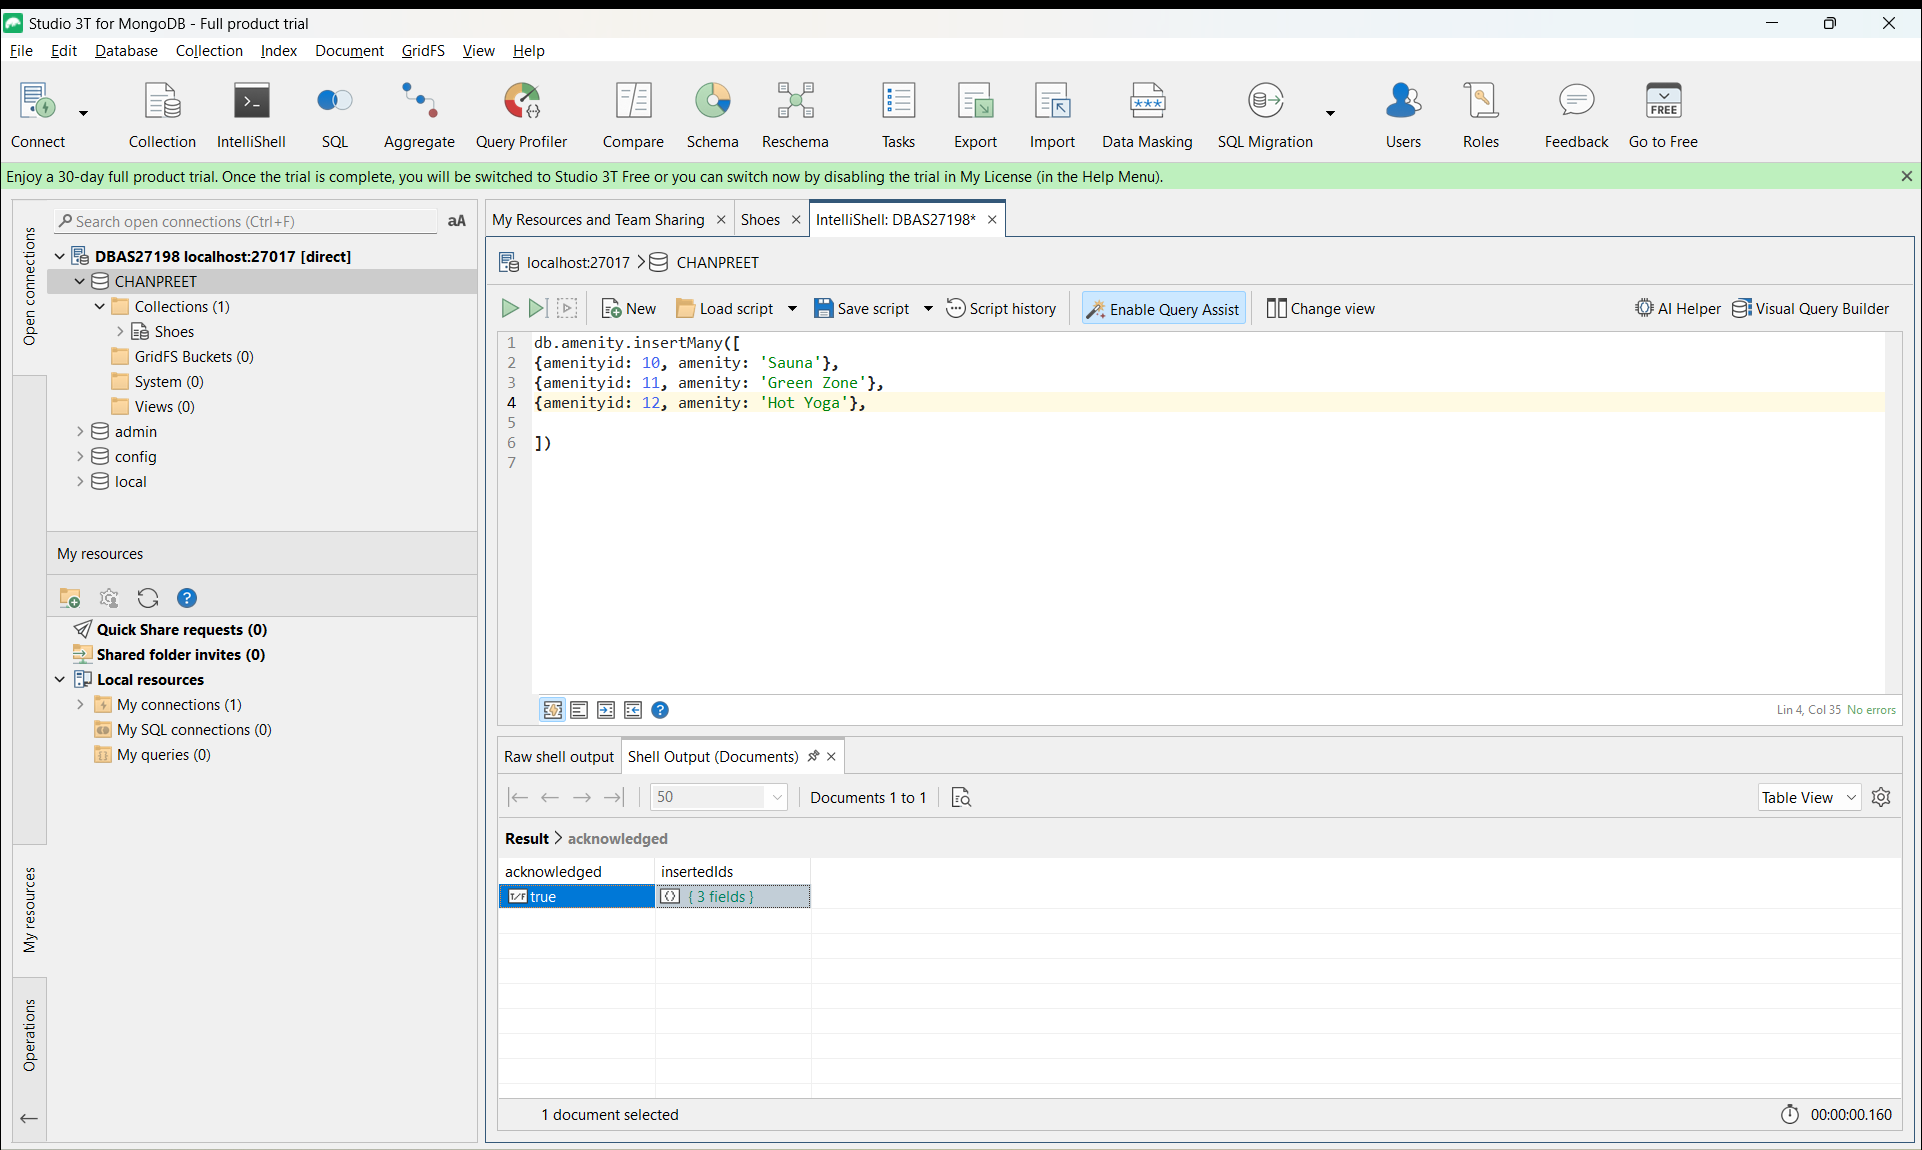 Studio 3T for MongoDB - Full product trial
File Edit Database Collection Index Document GridFS View Help
Connect Collection IntelliShell SQL Aggregate Query Profiler Compare Schema Reschema Tasks Export Import Data Masking SQL Migration Users Roles Feedback FREE Go to Free
Enjoy a 30-day full product trial. Once the trial is complete, you will be switched to Studio 3T Free or you can switch now by disabling the trial in My License (in the Help Menu).
Open connections
Search open connections (Ctrl+F) aA
DBAS27198 localhost:27017 [direct]
CHANPREET
Collections (1)
Shoes
GridFS Buckets (0)
System (0)
Views (0)
admin
config
local
My resources
Quick Share requests (0)
Shared folder invites (0)
Local resources
My connections (1)
My SQL connections (0)
My queries (0)
My resources
Operations
My Resources and Team Sharing Shoes IntelliShell: DBAS27198*
localhost:27017 CHANPREET
New Load script Save script Script history Enable Query Assist Change view AI Helper Visual Query Builder
1 db.amenity.insertMany([
2 {amenityid: 10, amenity: 'Sauna'},
3 {amenityid: 11, amenity: 'Green Zone'},
4 {amenityid: 12, amenity: 'Hot Yoga'},
5
6 ])
7
Lin 4, Col 35 No errors
Raw shell output Shell Output (Documents)
50 Documents 1 to 1 Table View
Result > acknowledged
acknowledged insertedIds
T/F true { 3 fields }
1 document selected 00:00:00.160